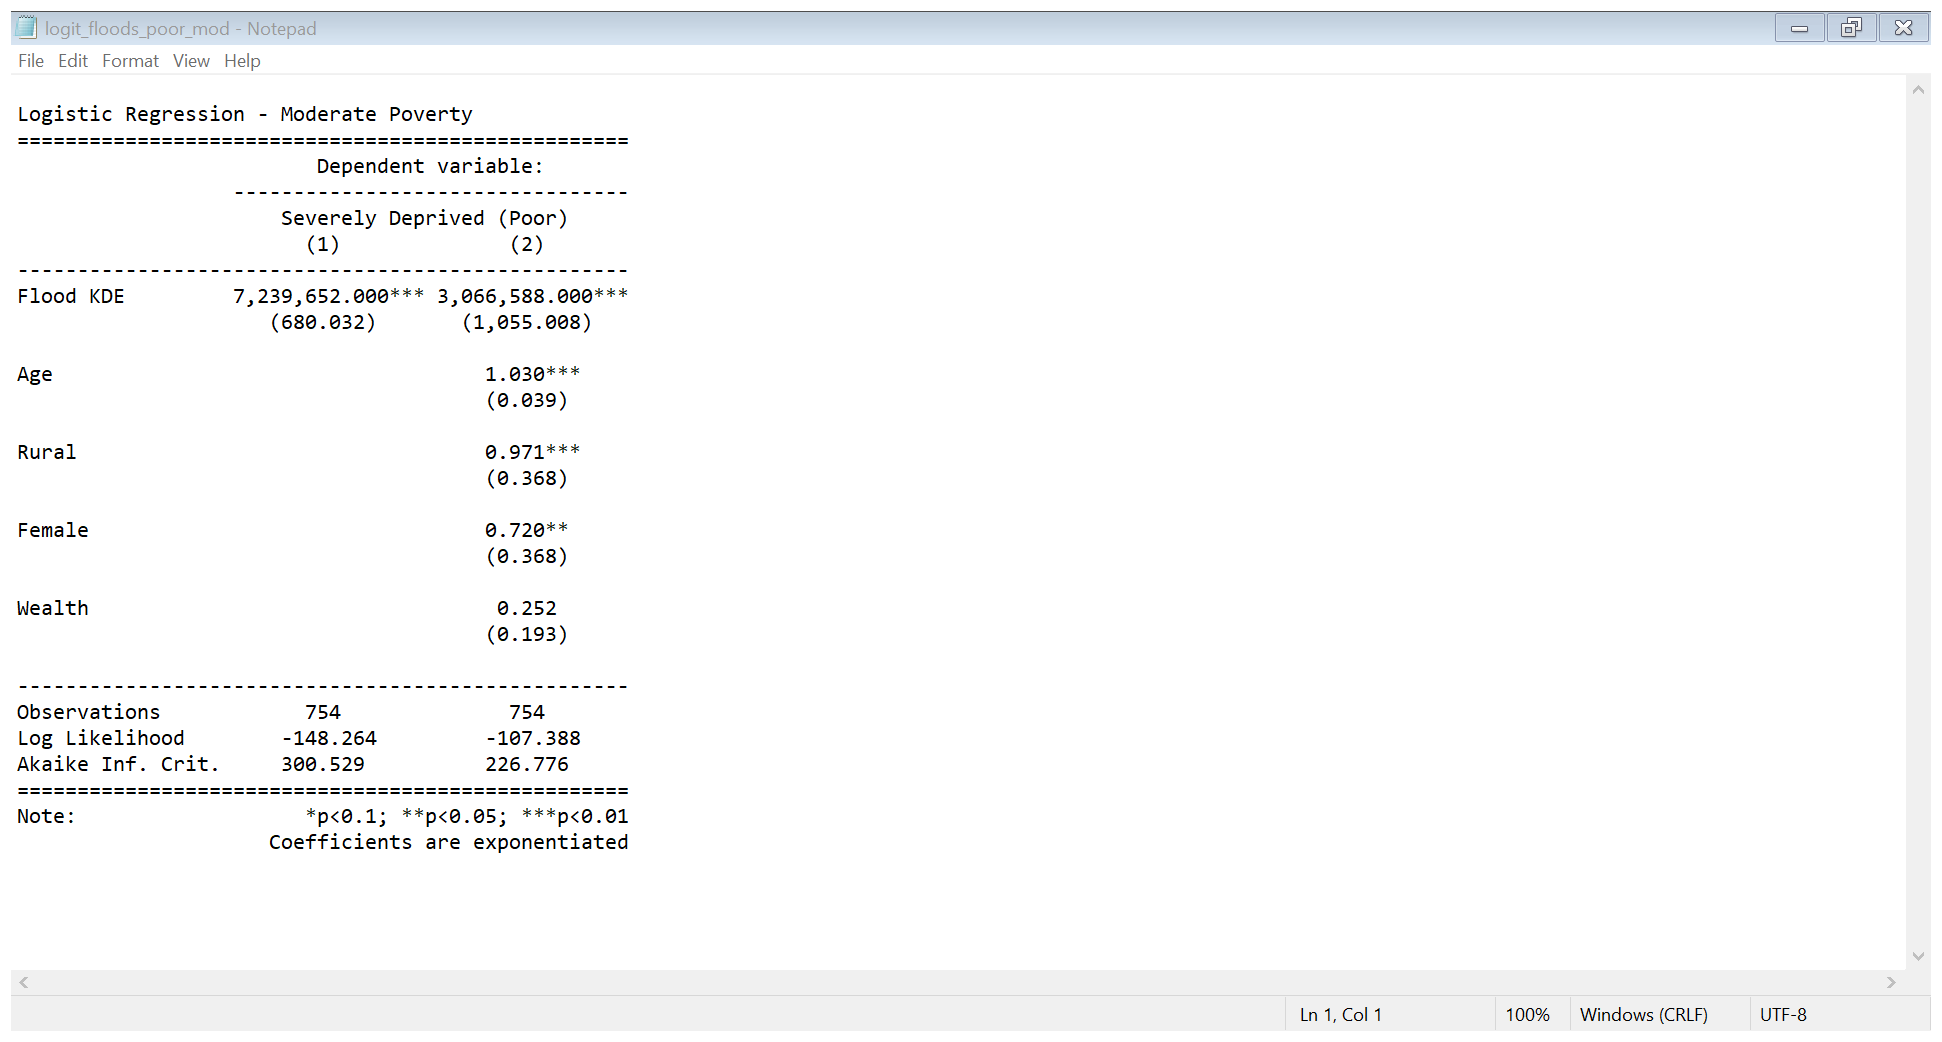 logit_floods_poor_mod - Notepad
File Edit Format View Help
Logistic Regression - Moderate Poverty
===================================================
Dependent variable:
---------------------------------
Severely Deprived (Poor)
(1) (2)
---------------------------------------------------
Flood KDE 7,239,652.000*** 3,066,588.000***
(680.032) (1,055.008)
Age 1.030***
(0.039)
Rural 0.971***
(0.368)
Female 0.720**
(0.368)
Wealth 0.252
(0.193)
---------------------------------------------------
Observations 754 754
Log Likelihood -148.264 -107.388
Akaike Inf. Crit. 300.529 226.776
===================================================
Note: *p<0.1; **p<0.05; ***p<0.01
Coefficients are exponentiated
Ln 1, Col 1 100% Windows (CRLF) UTF-8